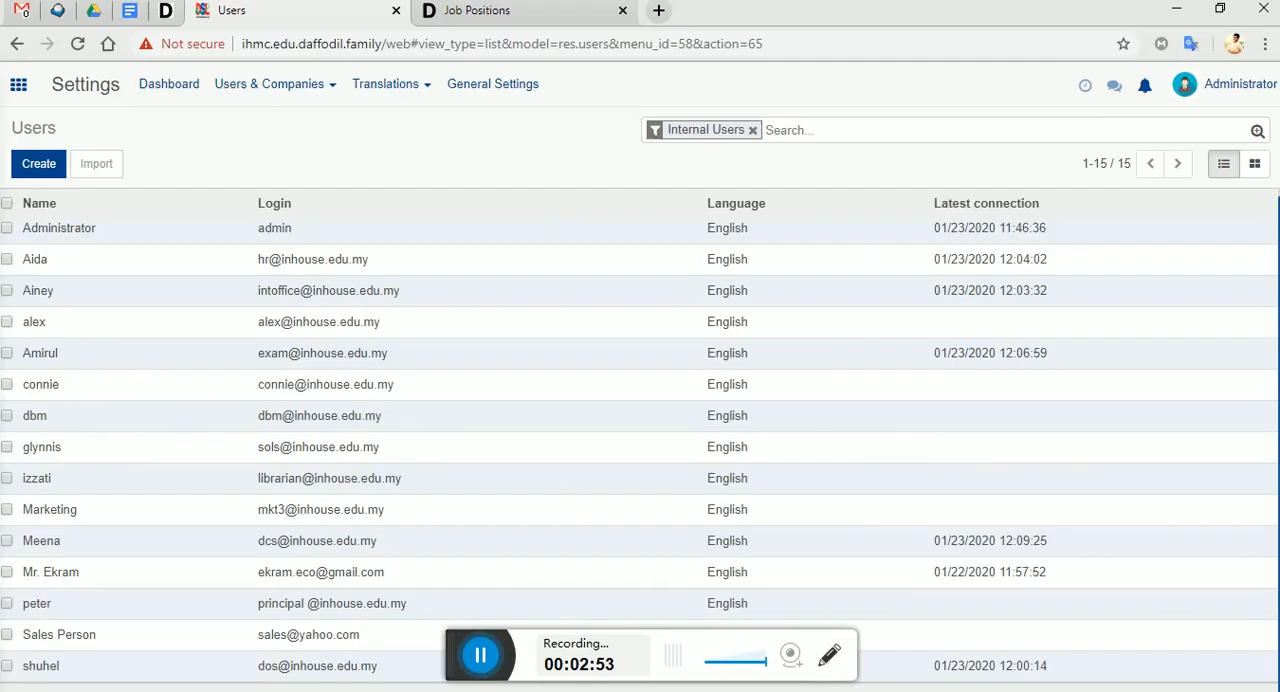 Users
Job Positions
Not secure
ihmc.edu.daffodil.family/web#view_type=list&model=res.users&menu_id=58&action=65
Settings Dashboard Users & Companies Translations General Settings Administrator
Users
Internal Users Search...
Create Import 1-15 / 15
Name Login Language Latest connection
Administrator admin English 01/23/2020 11:46:36
Aida hr@inhouse.edu.my English 01/23/2020 12:04:02
Ainey intoffice@inhouse.edu.my English 01/23/2020 12:03:32
alex alex@inhouse.edu.my English
Amirul exam@inhouse.edu.my English 01/23/2020 12:06:59
connie connie@inhouse.edu.my English
dbm dbm@inhouse.edu.my English
glynnis sols@inhouse.edu.my English
izzati librarian@inhouse.edu.my English
Marketing mkt3@inhouse.edu.my English
Meena dcs@inhouse.edu.my English 01/23/2020 12:09:25
Mr. Ekram ekram.eco@gmail.com English 01/22/2020 11:57:52
peter principal @inhouse.edu.my English
Sales Person sales@yahoo.com
shuhel dos@inhouse.edu.my 01/23/2020 12:00:14
Recording...
00:02:53